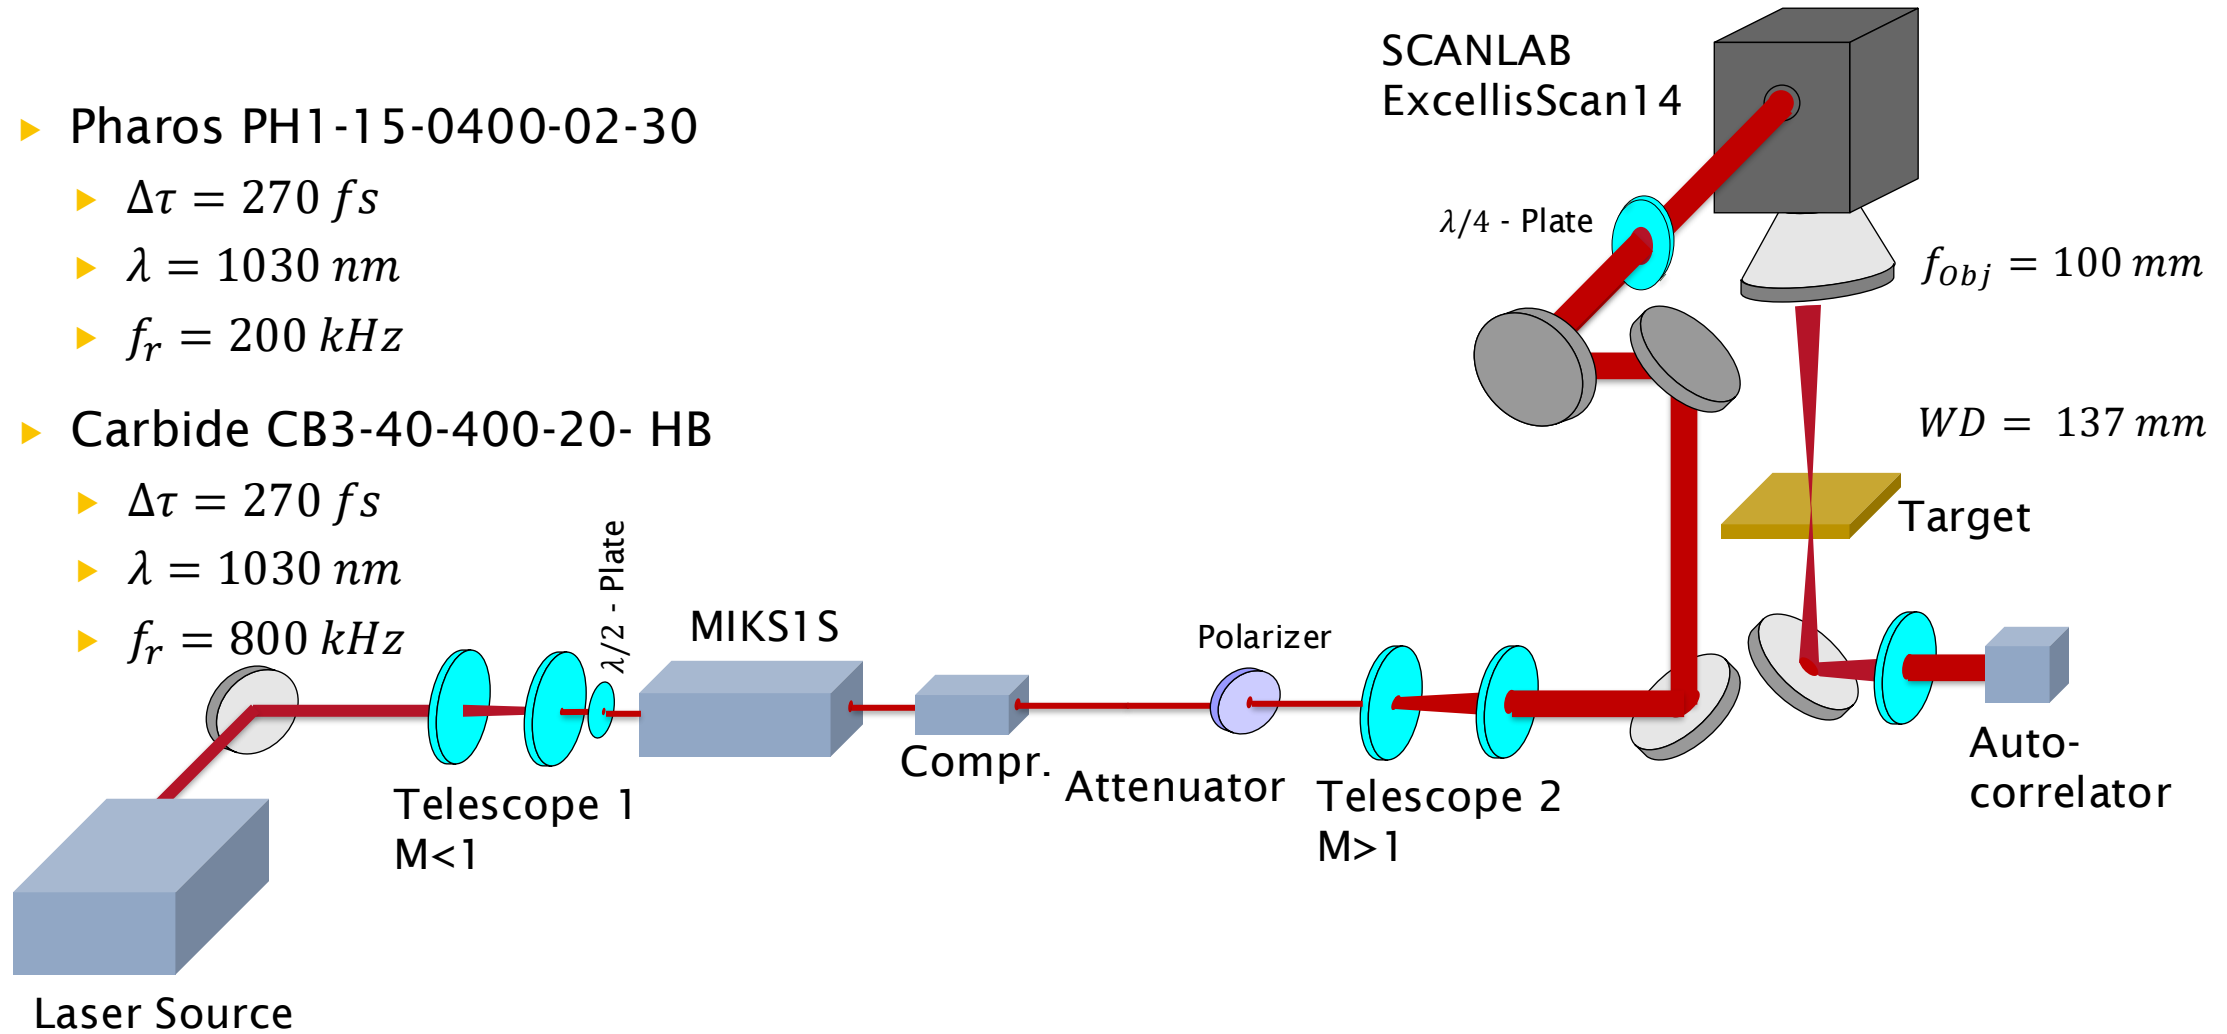 Pharos PH1-15-0400-02-30
Δτ = 270 fs
λ = 1030 nm
f_r = 200 kHz
Carbide CB3-40-400-20- HB
Δτ = 270 fs
λ = 1030 nm
f_r = 800 kHz
SCANLAB
ExcellisScan14
λ/4 - Plate
f_Obj = 100 mm
WD = 137 mm
Target
λ/2 - Plate
MIKS1S
Polarizer
Compr.
Attenuator
Telescope 1
M<1
Telescope 2
M>1
Auto-
correlator
Laser Source